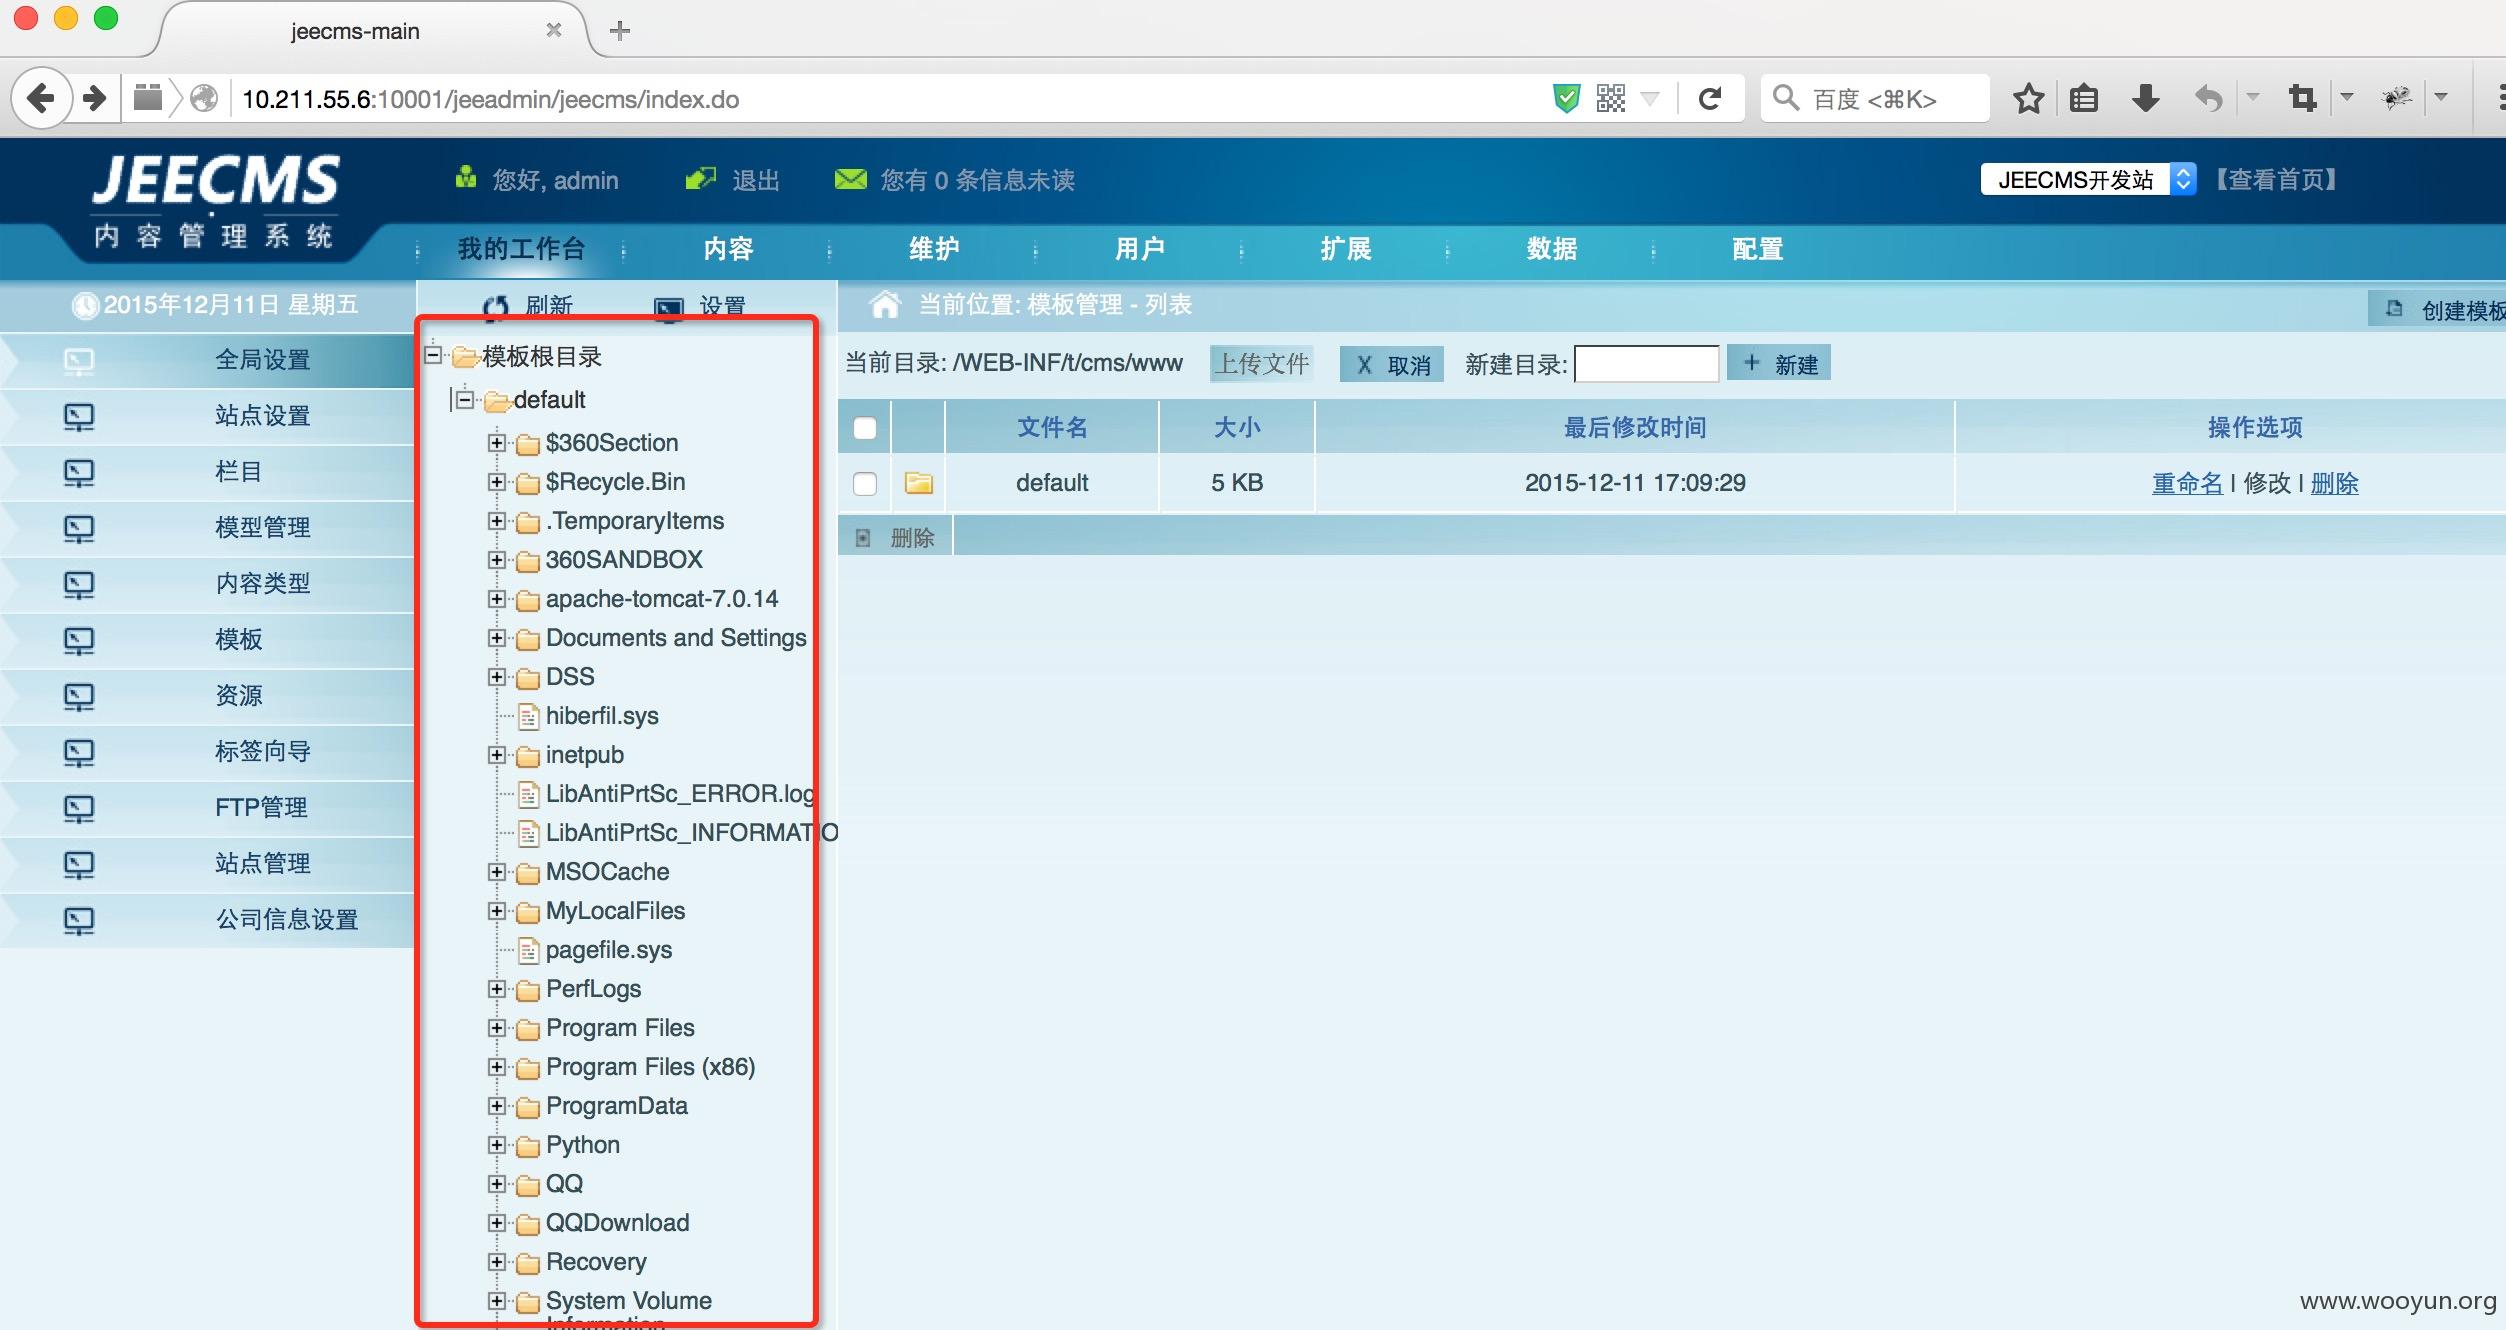 jeecms-main
10.211.55.6:10001/jeeadmin/jeecms/index.do
百度 <⌘K>
JEECMS
内容管理系统
您好, admin
退出
您有 0 条信息未读
JEECMS开发站
【查看首页】
我的工作台
内容
维护
用户
扩展
数据
配置
2015年12月11日 星期五
刷新
设置
当前位置: 模板管理 - 列表
创建模板
全局设置
站点设置
栏目
模型管理
内容类型
模板
资源
标签向导
FTP管理
站点管理
公司信息设置
模板根目录
default
$360Section
$Recycle.Bin
.TemporaryItems
360SANDBOX
apache-tomcat-7.0.14
Documents and Settings
DSS
hiberfil.sys
inetpub
LibAntiPrtSc_ERROR.log
LibAntiPrtSc_INFORMATIO
MSOCache
MyLocalFiles
pagefile.sys
PerfLogs
Program Files
Program Files (x86)
ProgramData
Python
QQ
QQDownload
Recovery
System Volume
Information
当前目录: /WEB-INF/t/cms/www
上传文件
X 取消
新建目录:
+ 新建
文件名 大小 最后修改时间 操作选项
default 5 KB 2015-12-11 17:09:29 重命名 | 修改 | 删除
删除
www.wooyun.org